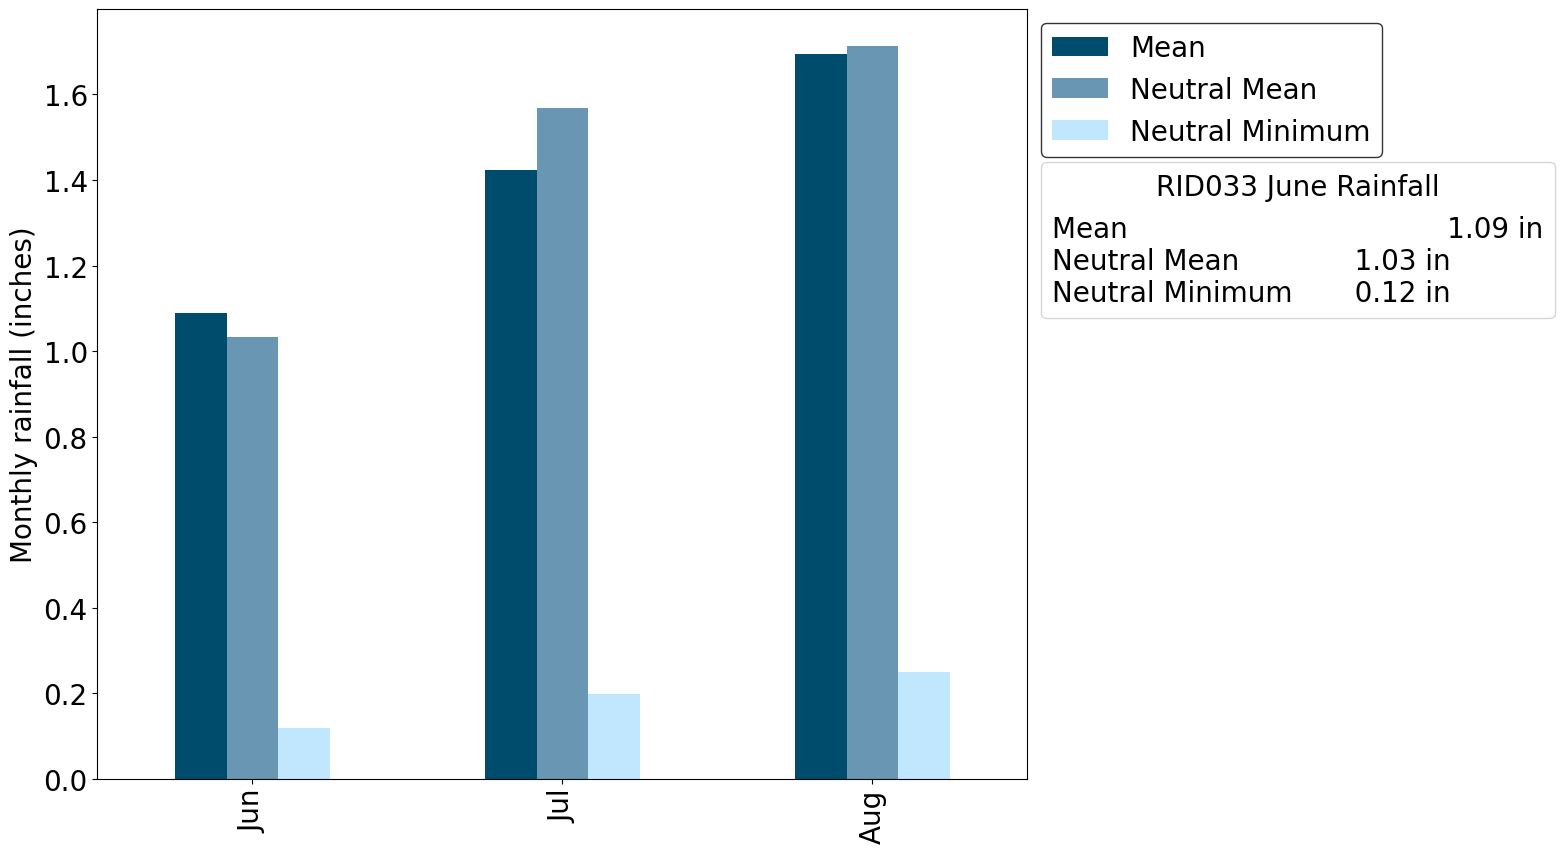 Monthly rainfall (inches)
1.6
1.4
1.2
1.0
0.8
0.6
0.4
0.2
0.0
Jun
Jul
Aug
Mean
Neutral Mean
Neutral Minimum
RID033 June Rainfall
Mean 1.09 in
Neutral Mean 1.03 in
Neutral Minimum 0.12 in